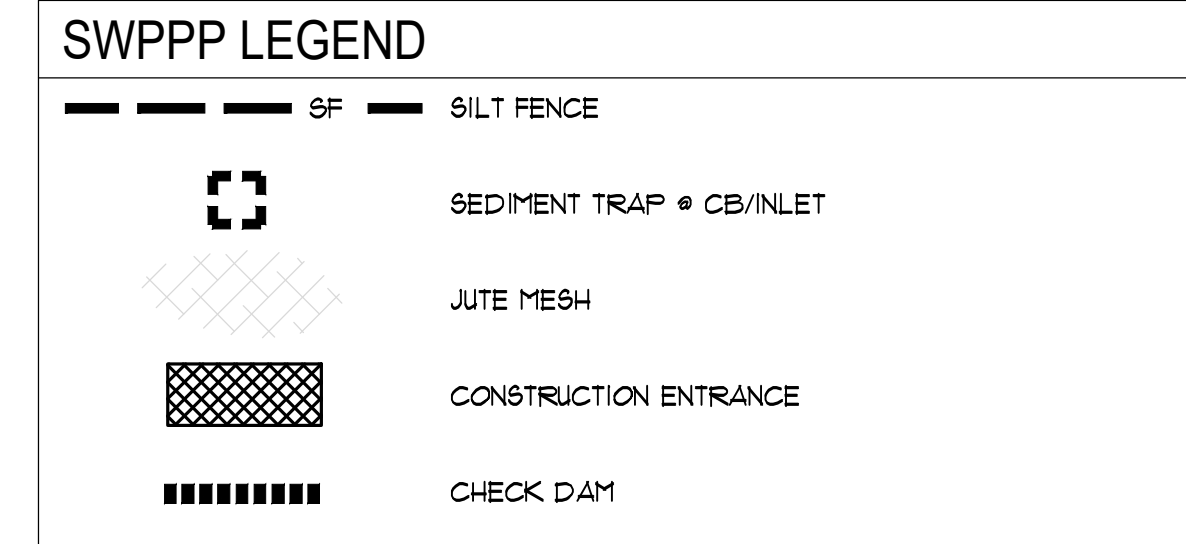 SWPPP LEGEND
SF SILT FENCE
SEDIMENT TRAP @ CB/INLET
JUTE MESH
CONSTRUCTION ENTRANCE
CHECK DAM